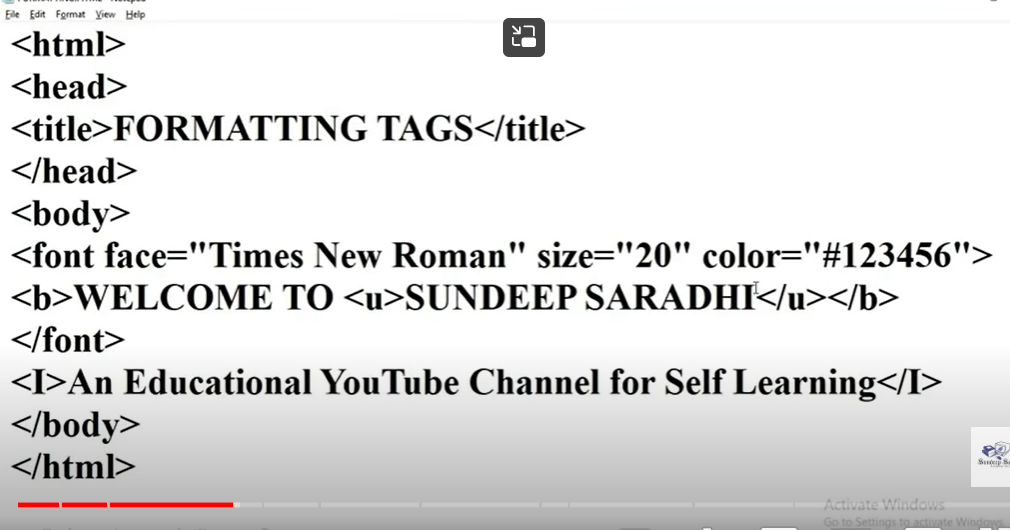 File Edit Format View Help
<html>
<head>
<title>FORMATTING TAGS</title>
</head>
<body>
<font face="Times New Roman" size="20" color="#123456">
<b>WELCOME TO <u>SUNDEEP SARADHI</u></b>
</font>
<I>An Educational YouTube Channel for Self Learning</I>
</body>
</html>
Activate Windows
Go to Settings to activate Windows.